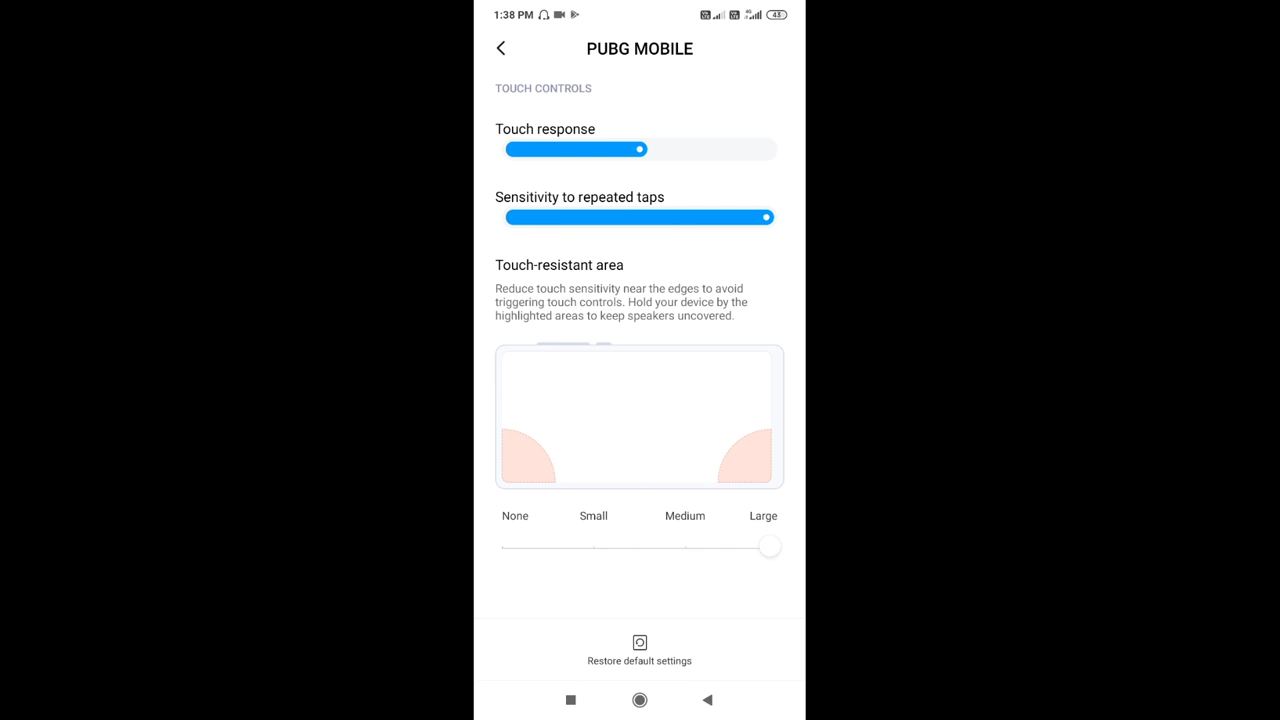 1:38 PM
43
PUBG MOBILE
TOUCH CONTROLS
Touch response
Sensitivity to repeated taps
Touch-resistant area
Reduce touch sensitivity near the edges to avoid
triggering touch controls. Hold your device by the
highlighted areas to keep speakers uncovered.
None Small Medium Large
Restore default settings